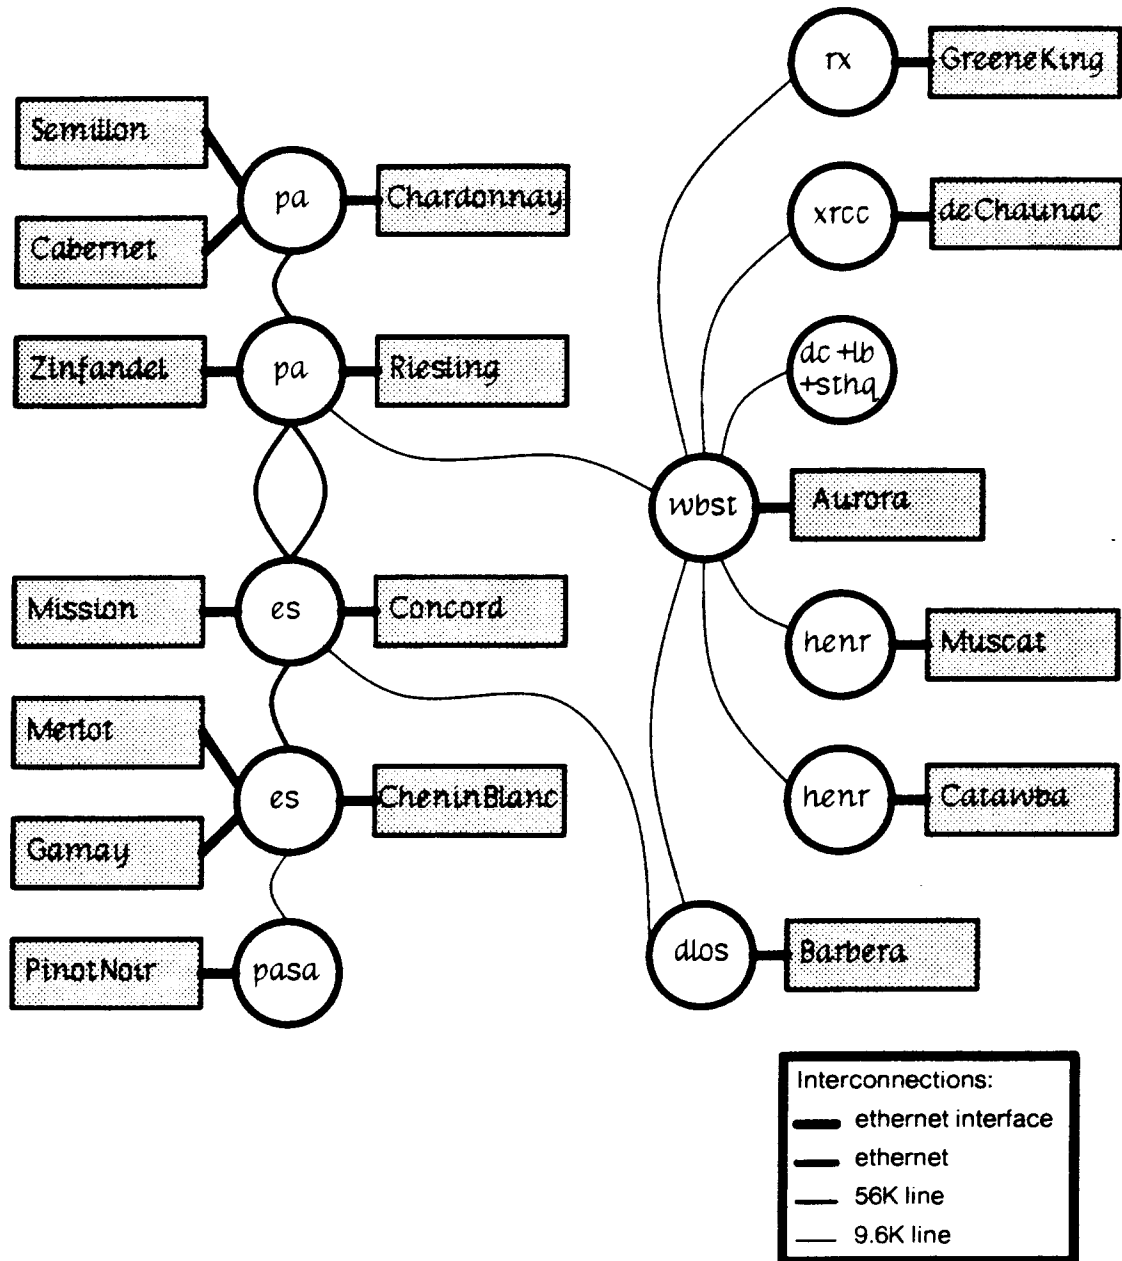 rx
GreeneKing
Semillon
pa
Chardonnay
Cabernet
xrcc
deChaunac
Zinfandel
pa
Riesling
dc +lb
+sthq
wbst
Aurora
Mission
es
Concord
henr
Muscat
Merlot
es
CheninBlanc
henr
Catawba
Gamay
PinotNoir
pasa
dlos
Barbera
Interconnections:
ethernet interface
ethernet
56K line
9.6K line